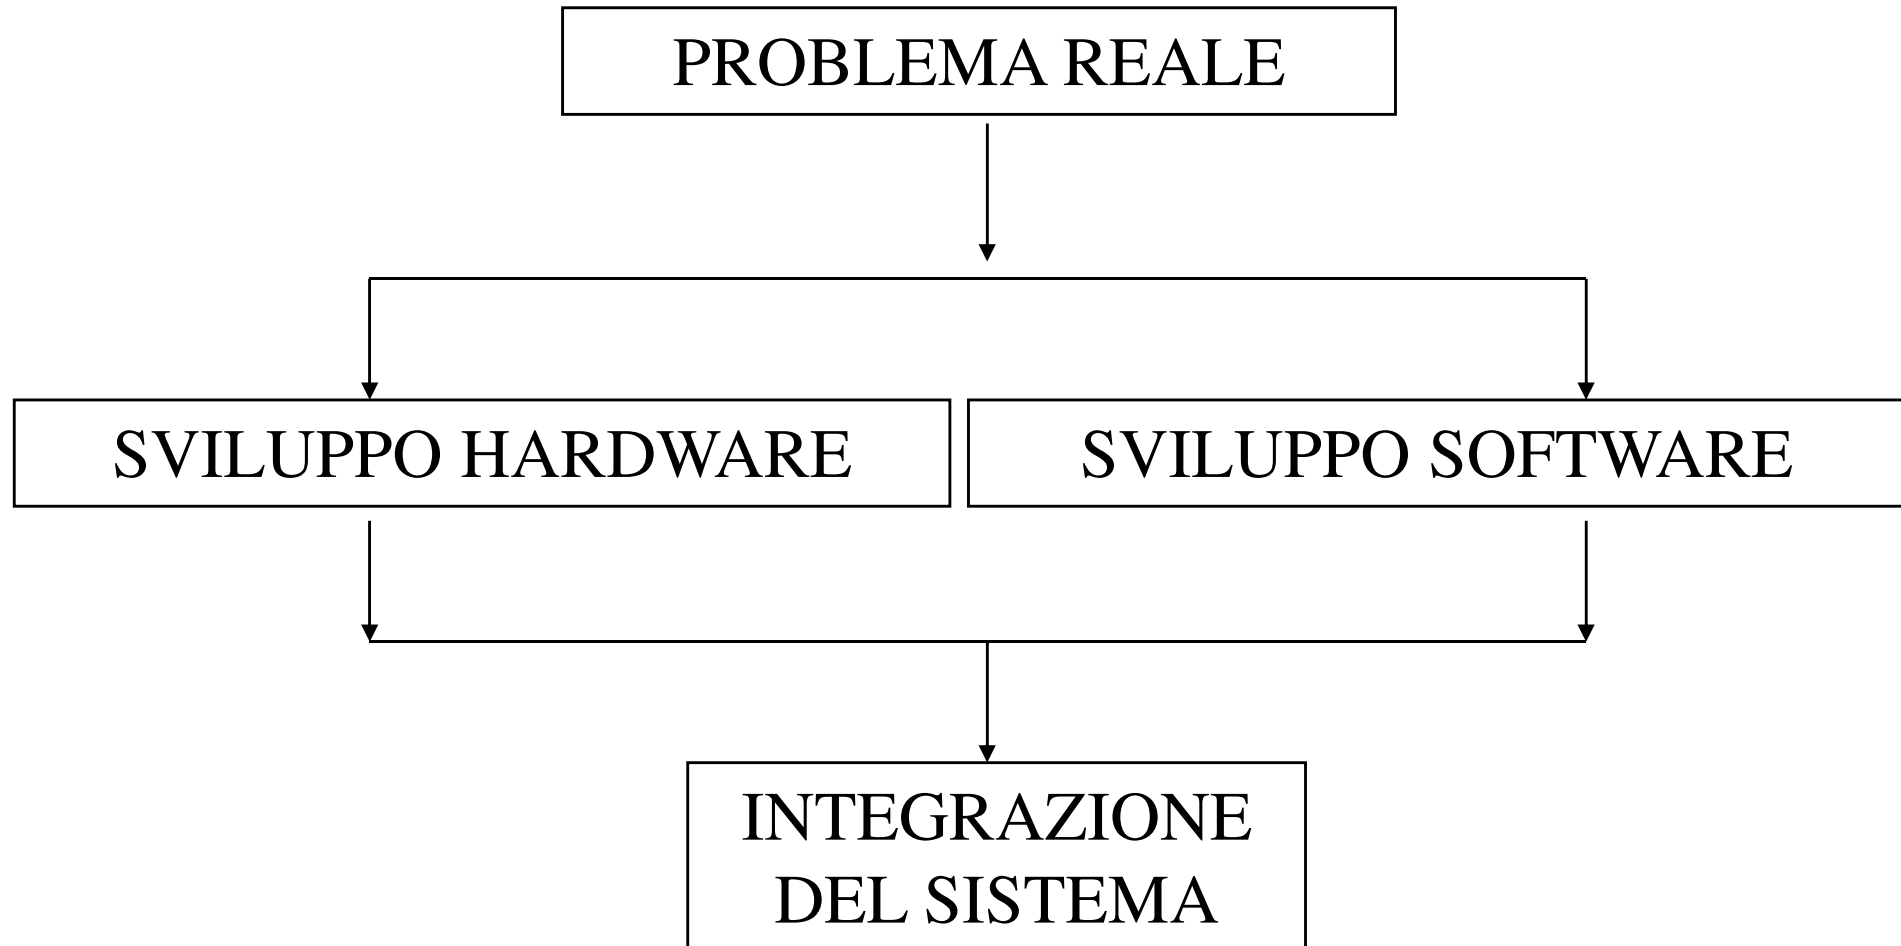 PROBLEMA REALE
SVILUPPO HARDWARE
SVILUPPO SOFTWARE
INTEGRAZIONE
DEL SISTEMA